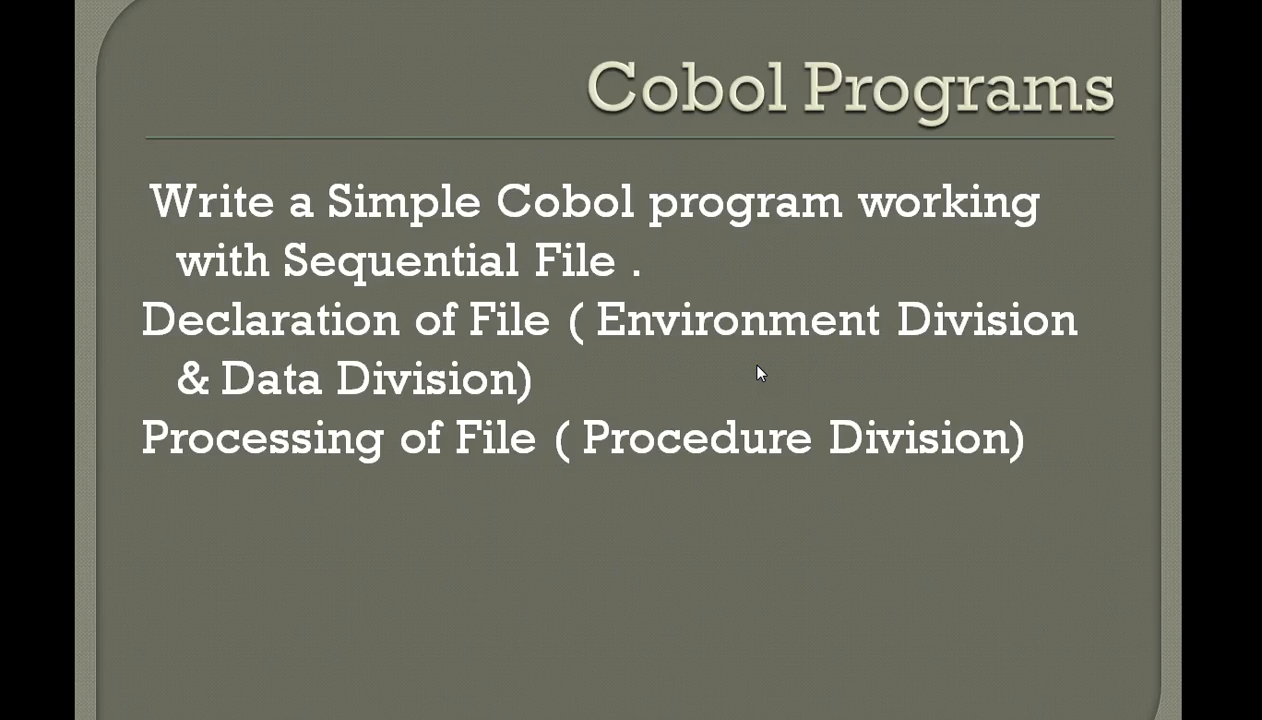 Cobol Programs
Write a Simple Cobol program working
with Sequential File .
Declaration of File ( Environment Division
& Data Division)
Processing of File ( Procedure Division)